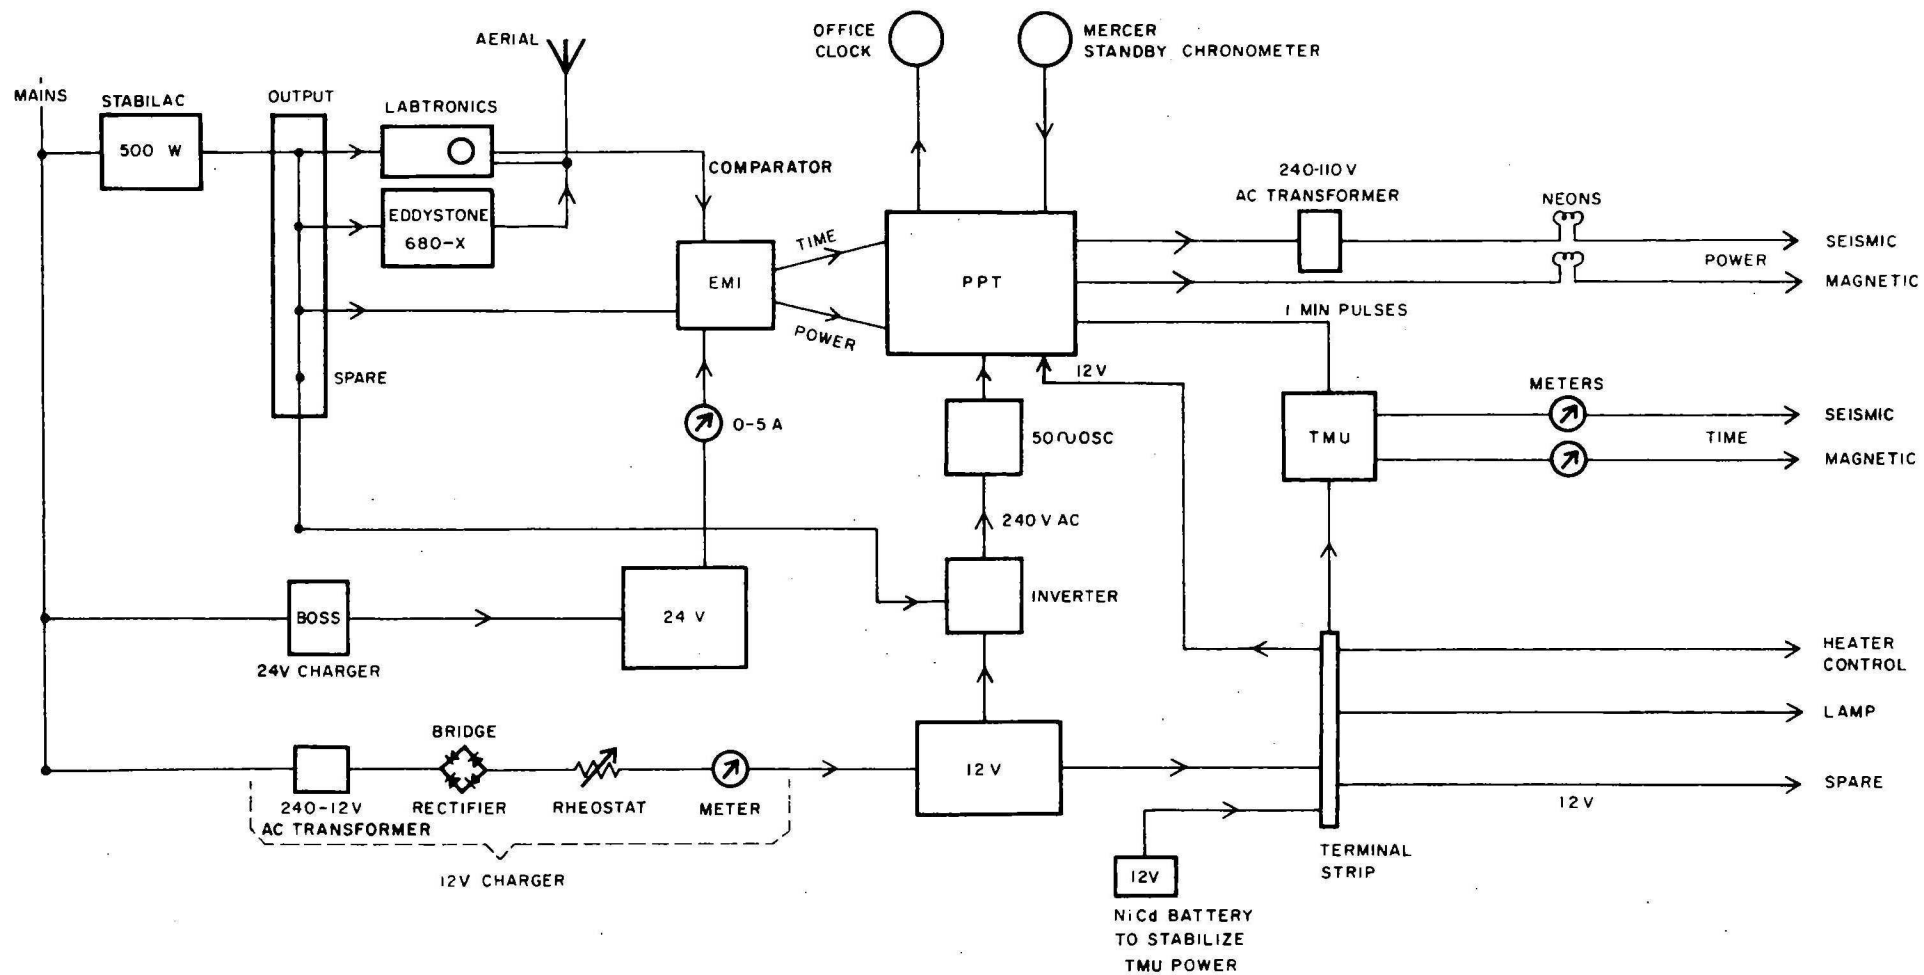 OFFICE
CLOCK
MERCER
STANDBY CHRONOMETER
AERIAL
MAINS
STABILAC
500 W
OUTPUT
LABTRONICS
COMPARATOR
EDDYSTONE
680-X
240-110 V
AC TRANSFORMER
NEONS
TIME
EMI
POWER
PPT
SEISMIC
POWER
MAGNETIC
1 MIN PULSES
SPARE
12 V
METERS
0-5 A
50∿OSC
TMU
SEISMIC
TIME
MAGNETIC
240 V AC
BOSS
24V CHARGER
24 V
INVERTER
HEATER
CONTROL
LAMP
BRIDGE
RECTIFIER
240-12V
AC TRANSFORMER
RHEOSTAT
METER
12V CHARGER
12 V
SPARE
12 V
TERMINAL
STRIP
12V
NiCd BATTERY
TO STABILIZE
TMU POWER